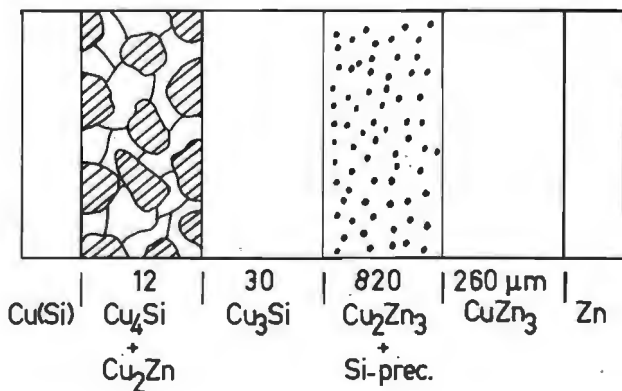 12 30 820 260 μm
Cu(Si) Cu₄Si Cu₃Si Cu₂Zn₃ CuZn₃ Zn
+ +
Cu₂Zn Si-prec.